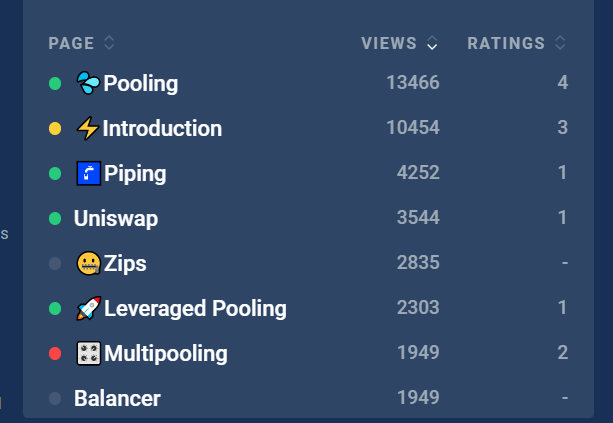 PAGE VIEWS RATINGS
Pooling 13466 4
Introduction 10454 3
Piping 4252 1
Uniswap 3544 1
s
Zips 2835 -
Leveraged Pooling 2303 1
Multipooling 1949 2
Balancer 1949 -